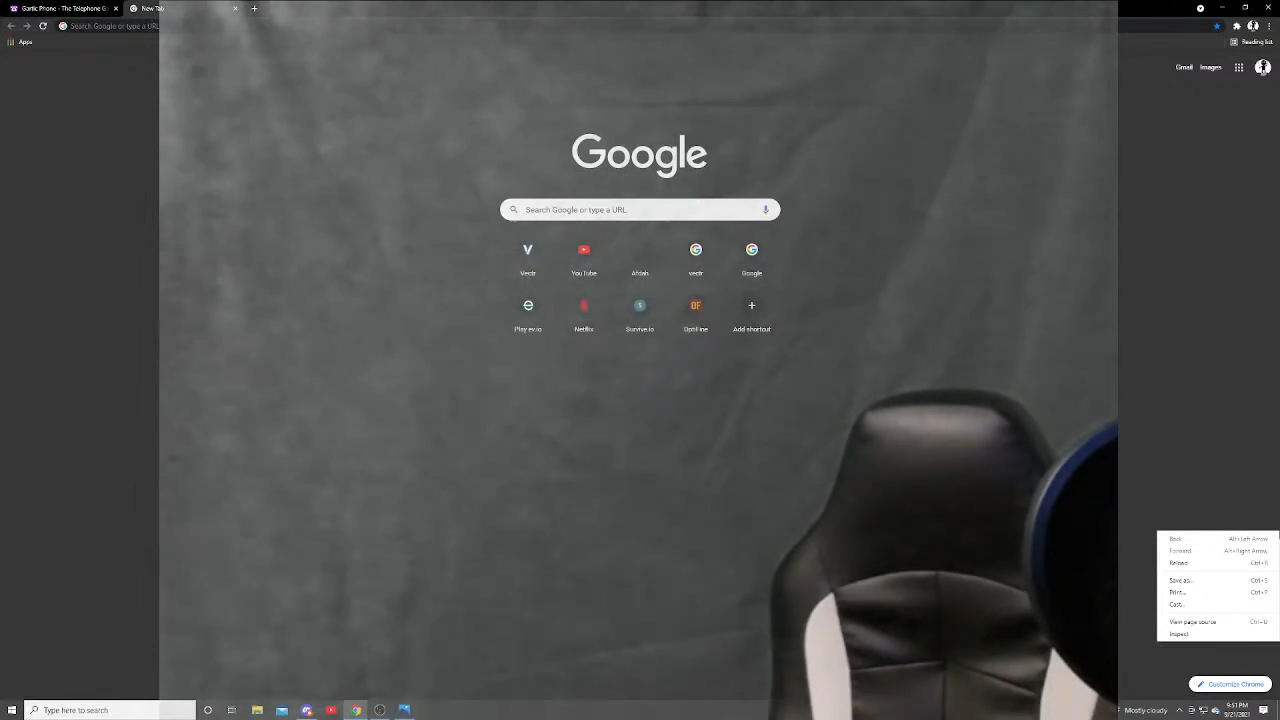 Gartic Phone - The Telephone G
New Tab
Search Google or type a URL
Reading List
Apps
Gmail Images
Google
Search Google or type a URL
Vectr YouTube Afdah vectr Google
Play ev.io Netflix Survive.io OptiFine Add shortcut
Back Alt+Left Arrow
Forward Alt+Right Arrow
Reload Ctrl+R
Save as... Ctrl+S
Print... Ctrl+P
Cast...
View page source Ctrl+U
Inspect
Customize Chrome
Type here to search
Mostly cloudy
9:51 PM
5/27/2021